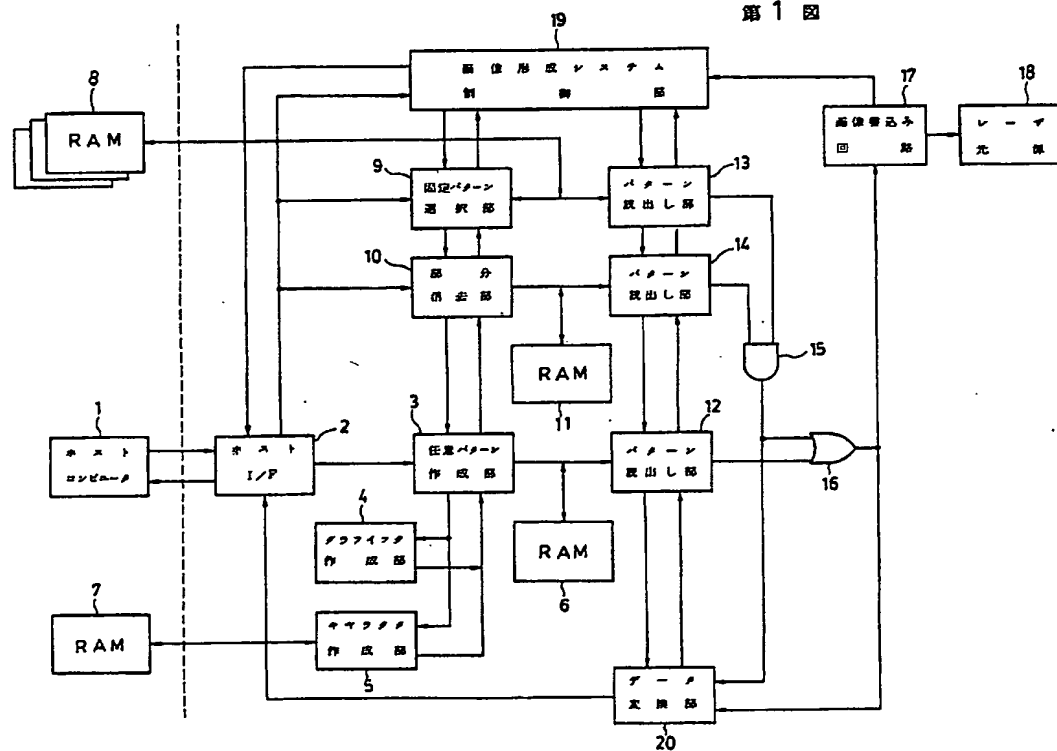 第 1 図
19
画 像 形 成 シ ス テ ム
制 御 部
8
RAM
17
画像書込み
回 路
18
レ ー ザ
光 源
9
固定パターン
選 択 部
13
パ タ ー ン
読 出 し 部
10
部 分
消 去 部
14
パ タ ー ン
読 出 し 部
15
RAM
11
1
ホ ス ト
コンピュータ
2
ホ ス ト
I/F
3
任意パターン
作 成 部
12
パ タ ー ン
読 出 し 部
16
4
グラフィック
作 成 部
RAM
6
7
RAM
キャラクタ
作 成 部
5
デ ー タ
変 換 部
20